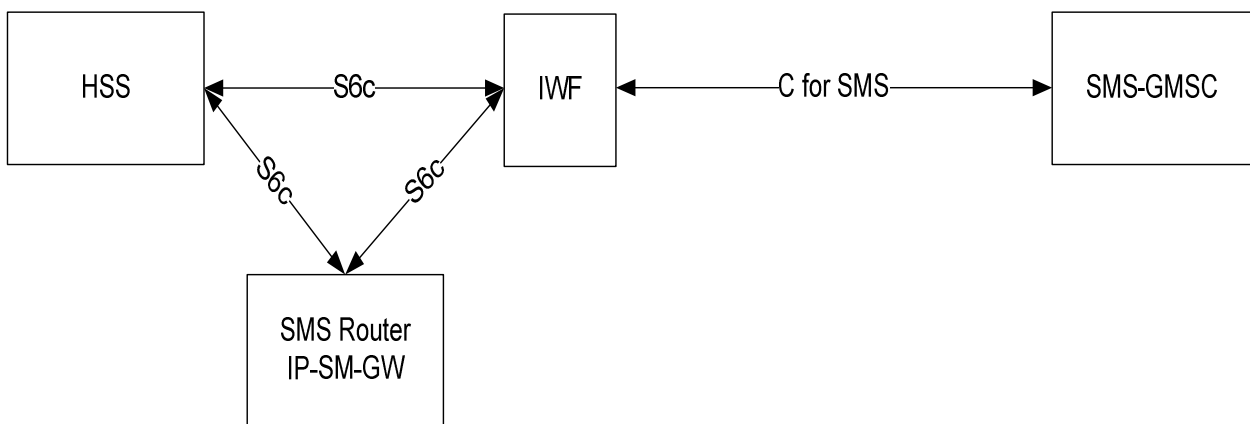 HSS
S6c
IWF
C for SMS
SMS-GMSC
S6c
S6c
SMS Router
IP-SM-GW